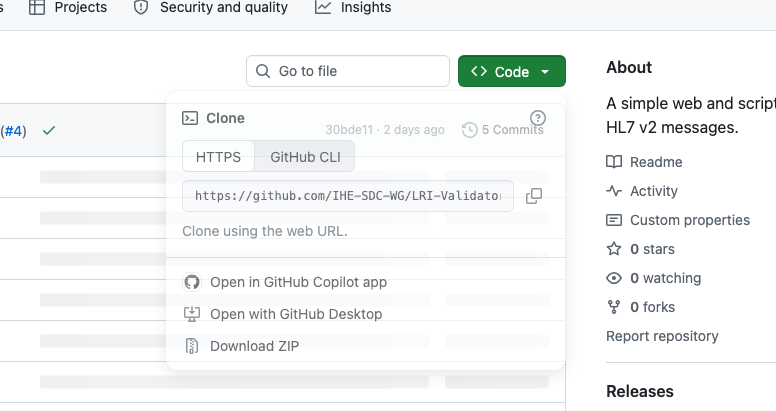 s Projects Security and quality Insights
Go to file
Code
About
A simple web and script
HL7 v2 messages.
(#4)
30bde11 · 2 days ago
5 Commits
Clone
HTTPS
GitHub CLI
https://github.com/IHE-SDC-WG/LRI-Validato
Clone using the web URL.
Open in GitHub Copilot app
Open with GitHub Desktop
Download ZIP
Readme
Activity
Custom properties
0 stars
0 watching
0 forks
Report repository
Releases